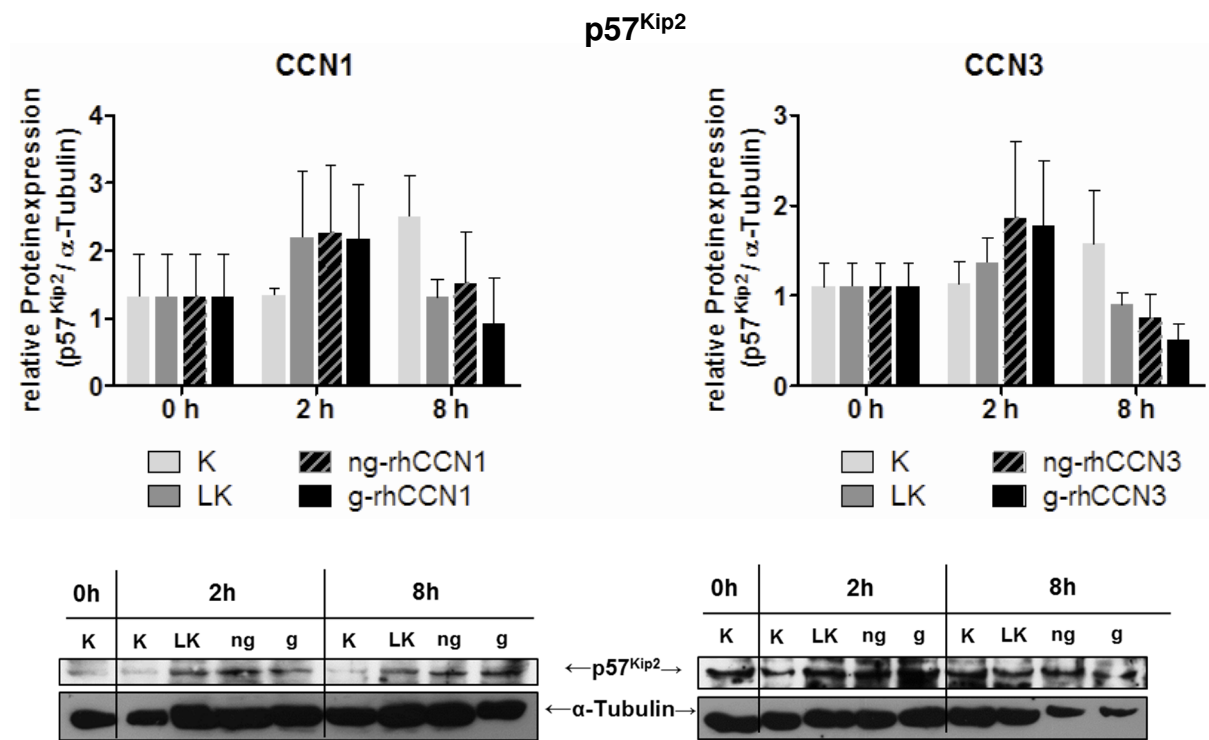 p57Kip2
CCN1
relative Proteinexpression
(p57Kip2/ α-Tubulin)
4
3
2
1
0
0 h 2 h 8 h
K ng-rhCCN1
LK g-rhCCN1
CCN3
relative Proteinexpression
(p57Kip2/ α-Tubulin)
3
2
1
0
0 h 2 h 8 h
K ng-rhCCN3
LK g-rhCCN3
0h 2h 8h
K K LK ng g K LK ng g
←p57Kip2→
←α-Tubulin→
0h 2h 8h
K K LK ng g K LK ng g